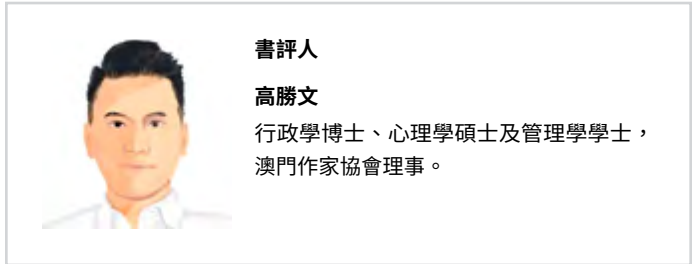 書評人
高勝文
行政學博士、心理學碩士及管理學學士，
澳門作家協會理事。